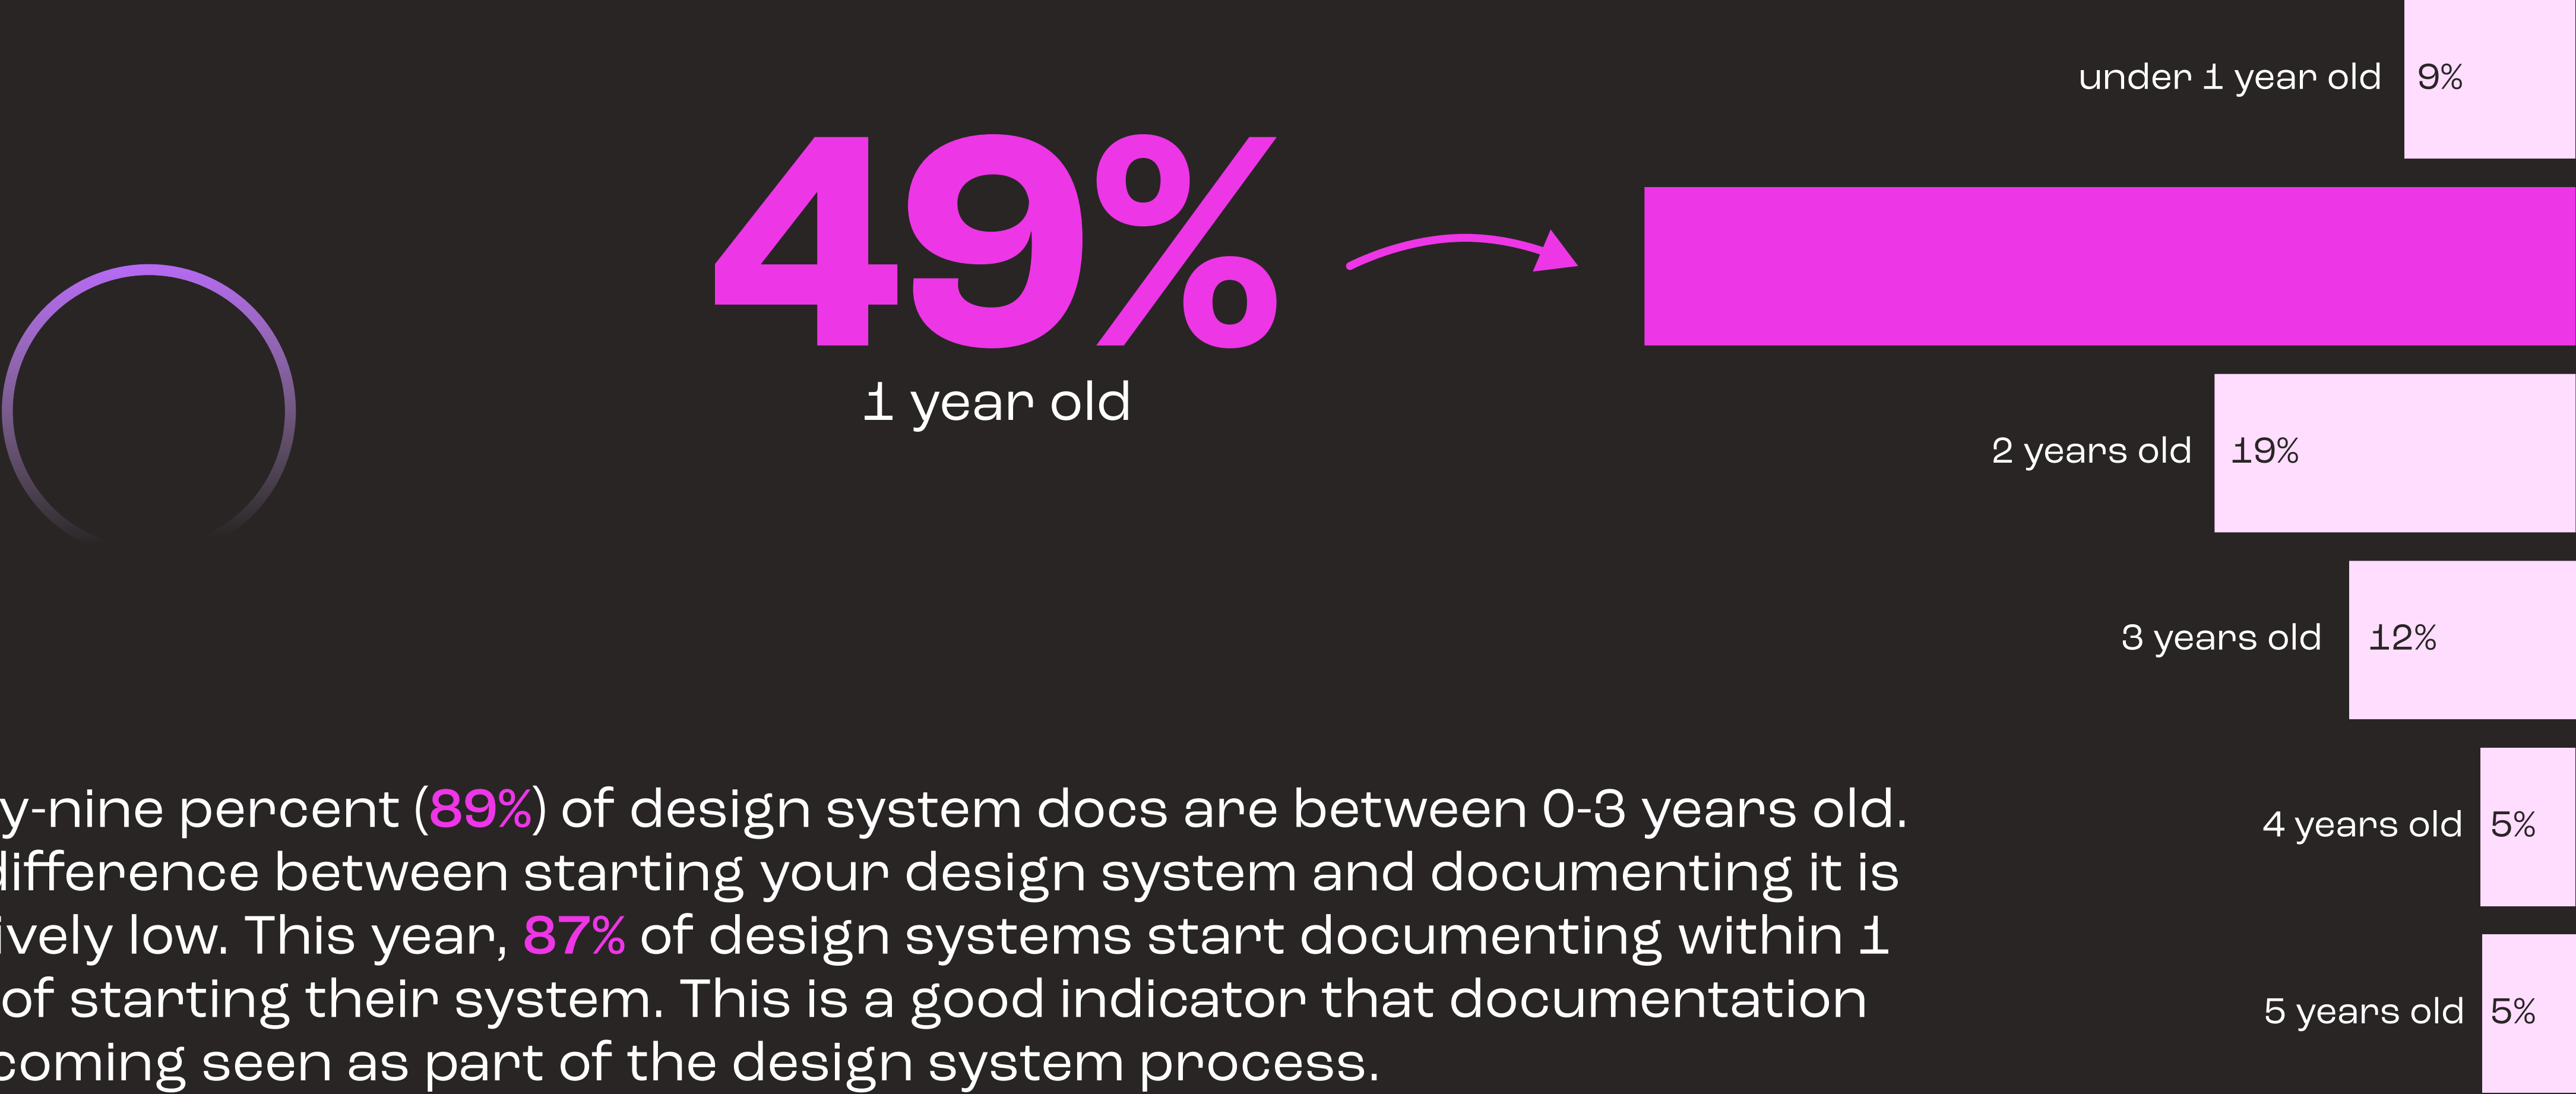 under 1 year old 9%
49%
1 year old
2 years old 19%
3 years old 12%
4 years old 5%
5 years old 5%
y-nine percent (89%) of design system docs are between 0-3 years old.
difference between starting your design system and documenting it is
ively low. This year, 87% of design systems start documenting within 1
of starting their system. This is a good indicator that documentation
coming seen as part of the design system process.